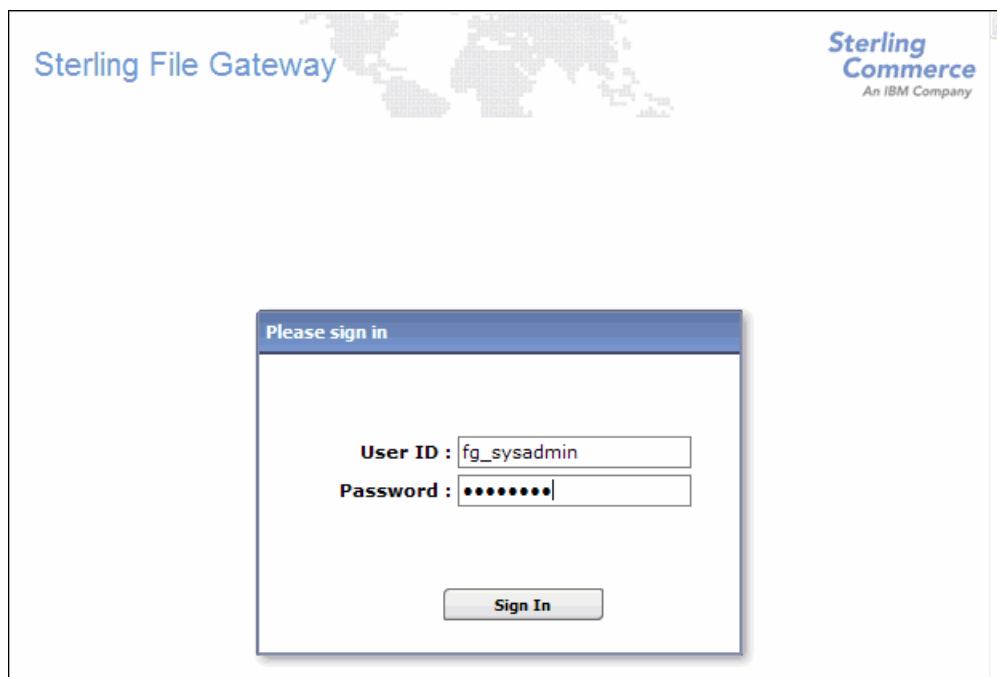 Sterling File Gateway
Sterling
Commerce
An IBM Company
Please sign in
User ID : fg_sysadmin
Password : ••••••••
Sign In